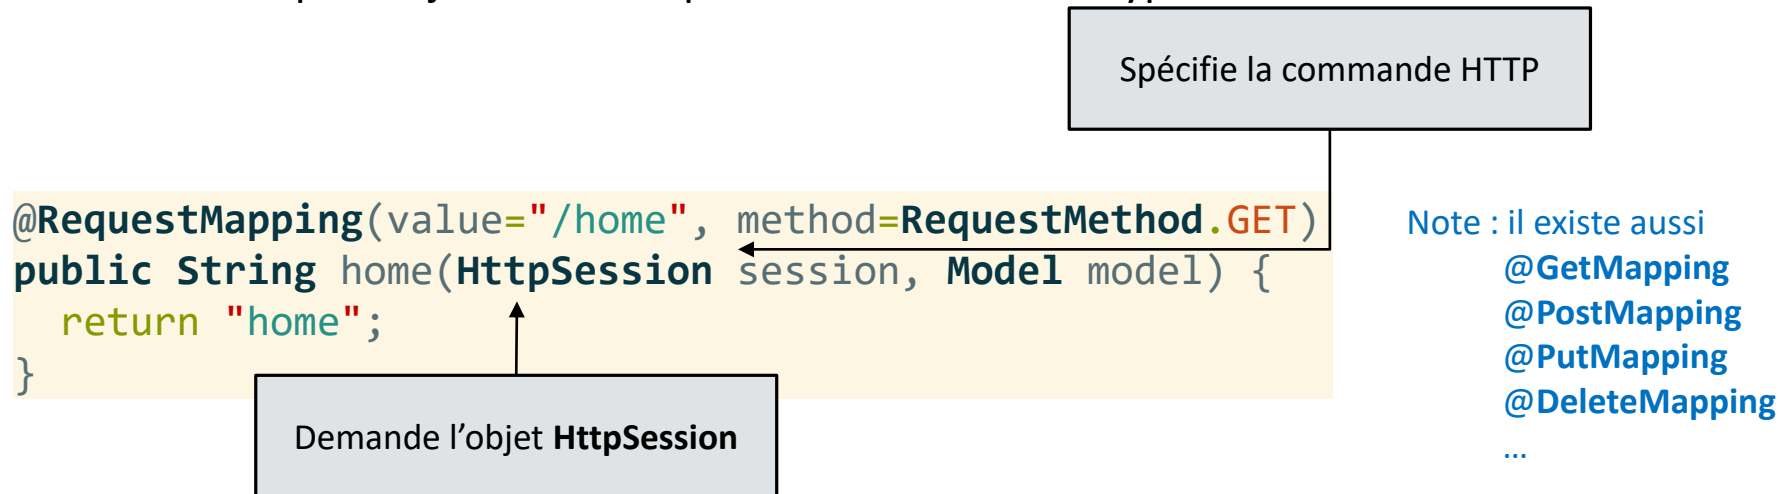 Spécifie la commande HTTP
@RequestMapping(value="/home", method=RequestMethod.GET)
public String home(HttpSession session, Model model) {
return "home";
}
Demande l’objet HttpSession
Note : il existe aussi
@GetMapping
@PostMapping
@PutMapping
@DeleteMapping
...